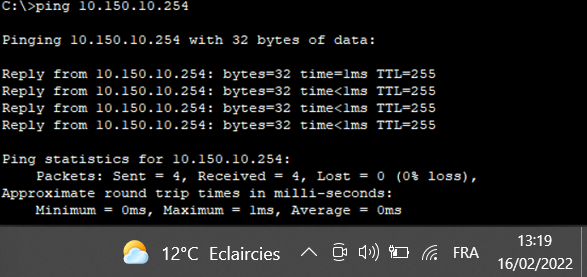 C:\>ping 10.150.10.254
Pinging 10.150.10.254 with 32 bytes of data:
Reply from 10.150.10.254: bytes=32 time=1ms TTL=255
Reply from 10.150.10.254: bytes=32 time<1ms TTL=255
Reply from 10.150.10.254: bytes=32 time<1ms TTL=255
Reply from 10.150.10.254: bytes=32 time<1ms TTL=255
Ping statistics for 10.150.10.254:
Packets: Sent = 4, Received = 4, Lost = 0 (0% loss),
Approximate round trip times in milli-seconds:
Minimum = 0ms, Maximum = 1ms, Average = 0ms
12°C Eclaircies FRA 13:19
16/02/2022